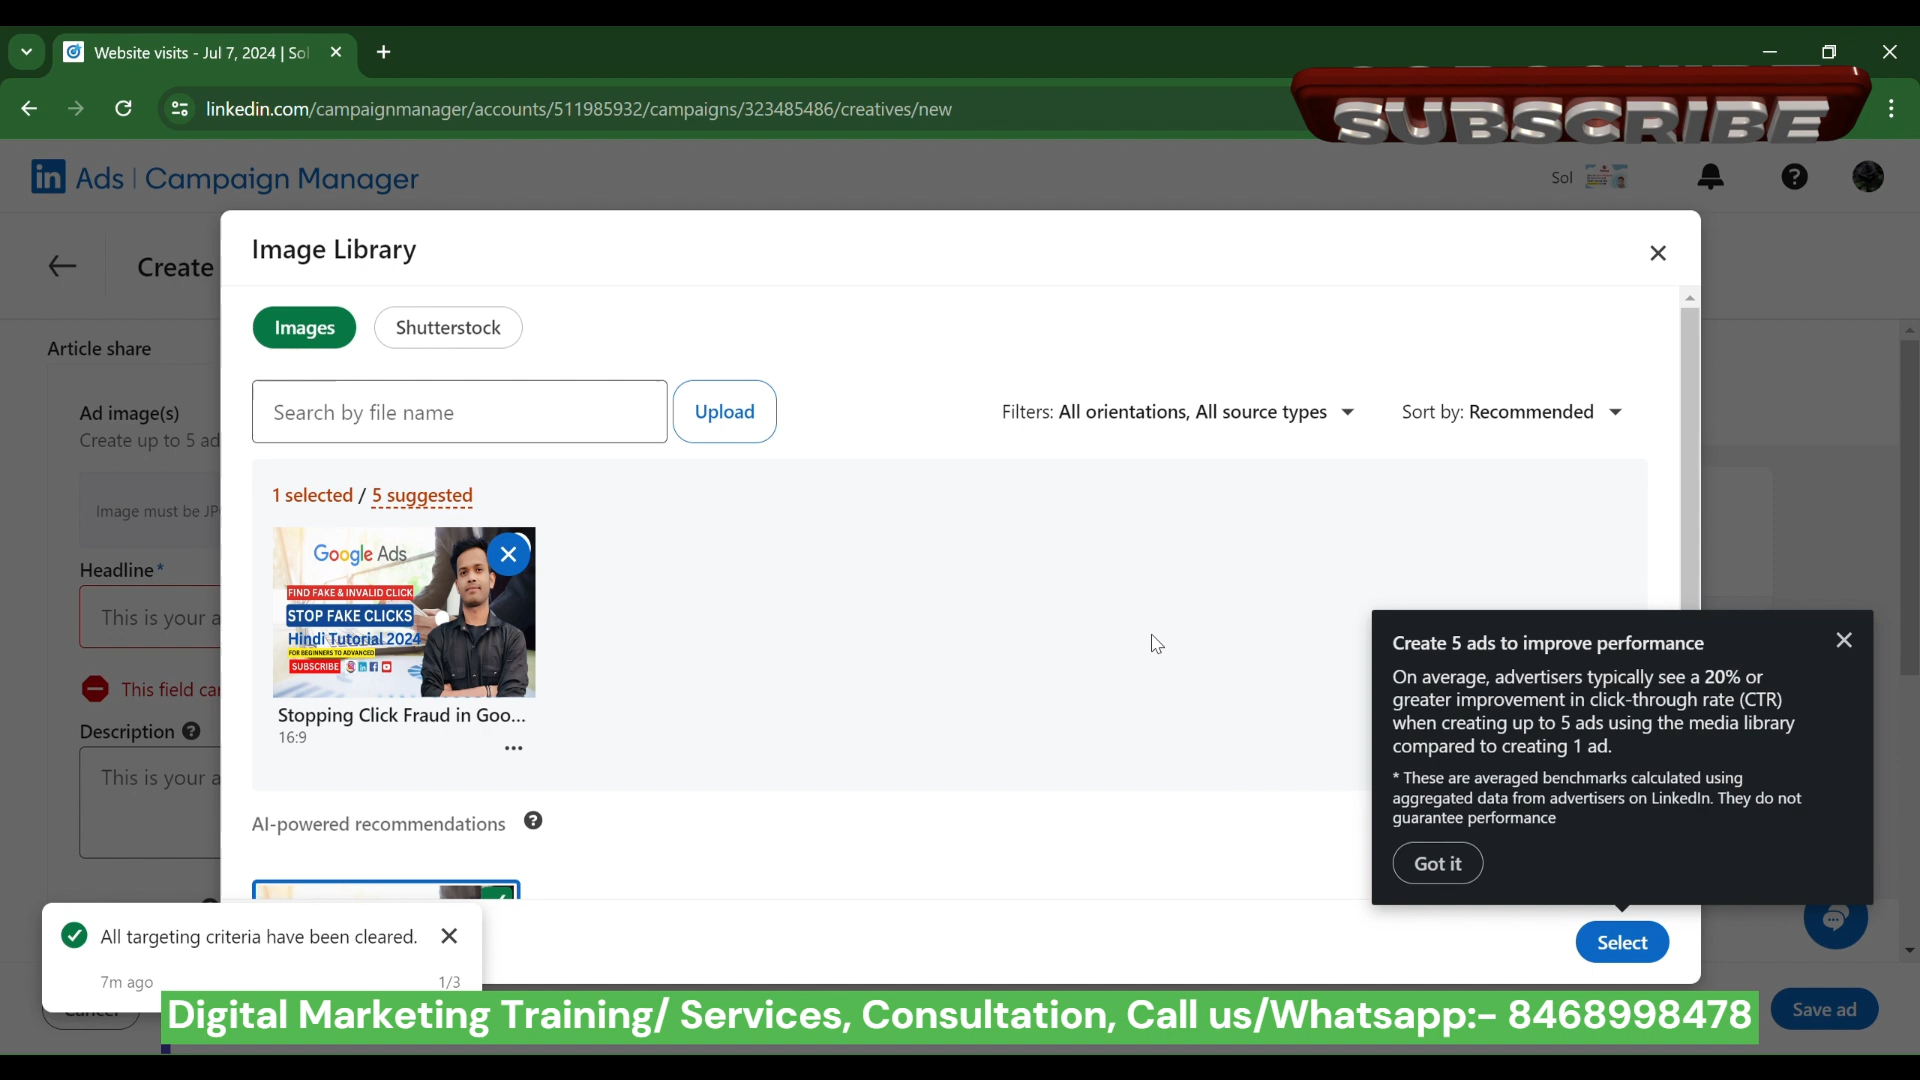 Website visits - Jul 7, 2024 | Sol
linkedin.com/campaignmanager/accounts/511985932/campaigns/323485486/creatives/new
SUBSCRIBE
in Ads | Campaign Manager
Sol
Create
Image Library
Images
Shutterstock
Article share
Search by file name
Upload
Filters: All orientations, All source types
Sort by: Recommended
Ad image(s)
Create up to 5 ad
1 selected / 5 suggested
Image must be JP
Google Ads
FIND FAKE & INVALID CLICK
STOP FAKE CLICKS
Hindi Tutorial 2024
FOR BEGINNERS TO ADVANCED
SUBSCRIBE
Headline*
This is your a
This field ca
Stopping Click Fraud in Goo...
16:9
Description
This is your a
AI-powered recommendations
Create 5 ads to improve performance
On average, advertisers typically see a 20% or
greater improvement in click-through rate (CTR)
when creating up to 5 ads using the media library
compared to creating 1 ad.
* These are averaged benchmarks calculated using
aggregated data from advertisers on LinkedIn. They do not
guarantee performance
Got it
All targeting criteria have been cleared.
7m ago
1/3
Select
Cancel
Save ad
Digital Marketing Training/ Services, Consultation, Call us/Whatsapp:- 8468998478